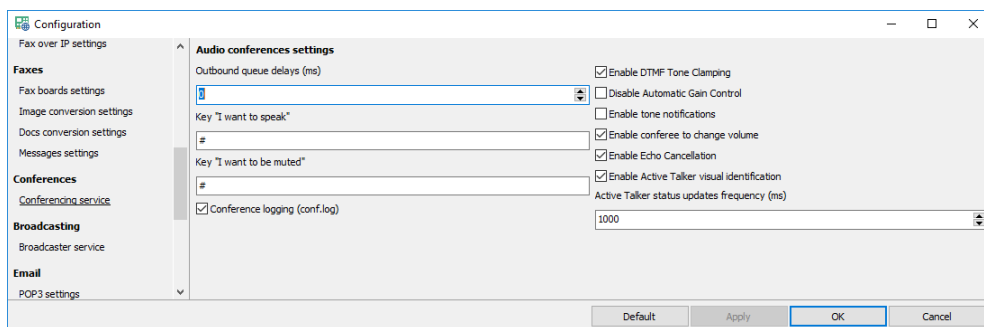 Configuration
Fax over IP settings
Faxes
Fax boards settings
Image conversion settings
Docs conversion settings
Messages settings
Conferences
Conferencing service
Broadcasting
Broadcaster service
Email
POP3 settings
Audio conferences settings
Outbound queue delays (ms)
0
Key "I want to speak"
#
Key "I want to be muted"
#
Conference logging (conf.log)
Enable DTMF Tone Clamping
Disable Automatic Gain Control
Enable tone notifications
Enable conferee to change volume
Enable Echo Cancellation
Enable Active Talker visual identification
Active Talker status updates frequency (ms)
1000
Default
Apply
OK
Cancel